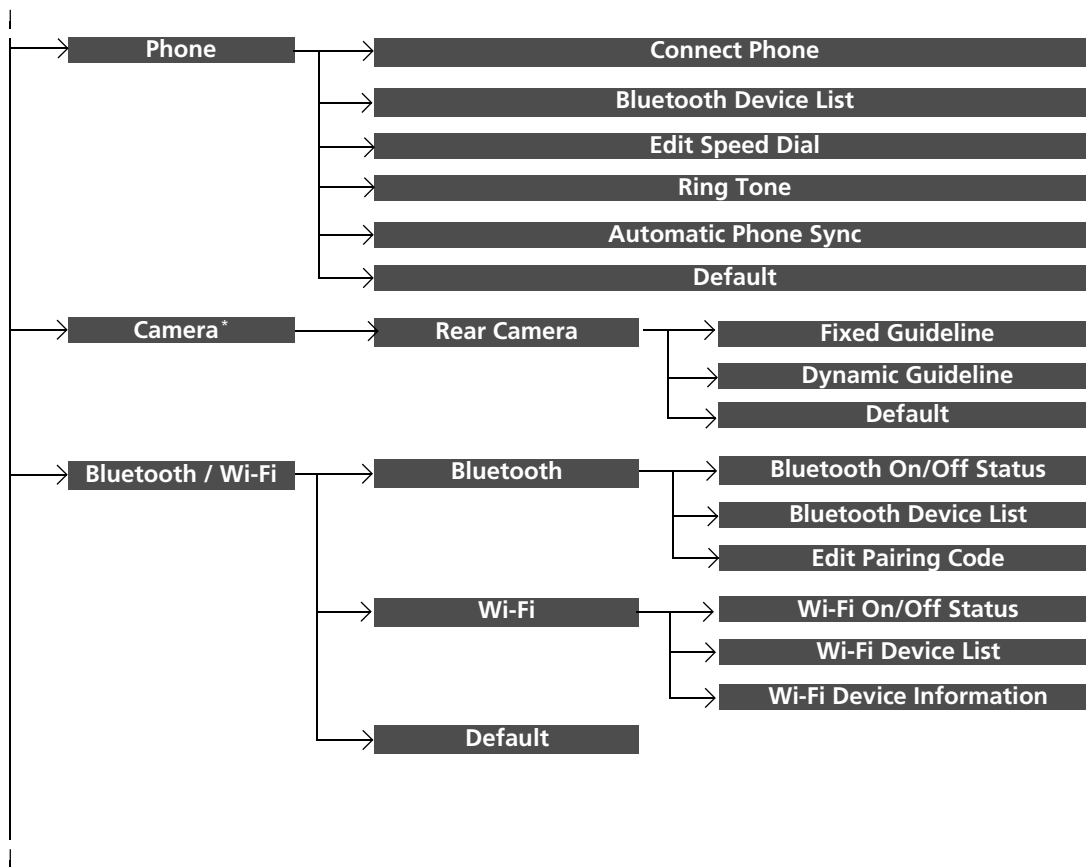 Phone
Connect Phone
Bluetooth Device List
Edit Speed Dial
Ring Tone
Automatic Phone Sync
Default
Camera*
Rear Camera
Fixed Guideline
Dynamic Guideline
Default
Bluetooth / Wi-Fi
Bluetooth
Bluetooth On/Off Status
Bluetooth Device List
Edit Pairing Code
Wi-Fi
Wi-Fi On/Off Status
Wi-Fi Device List
Wi-Fi Device Information
Default